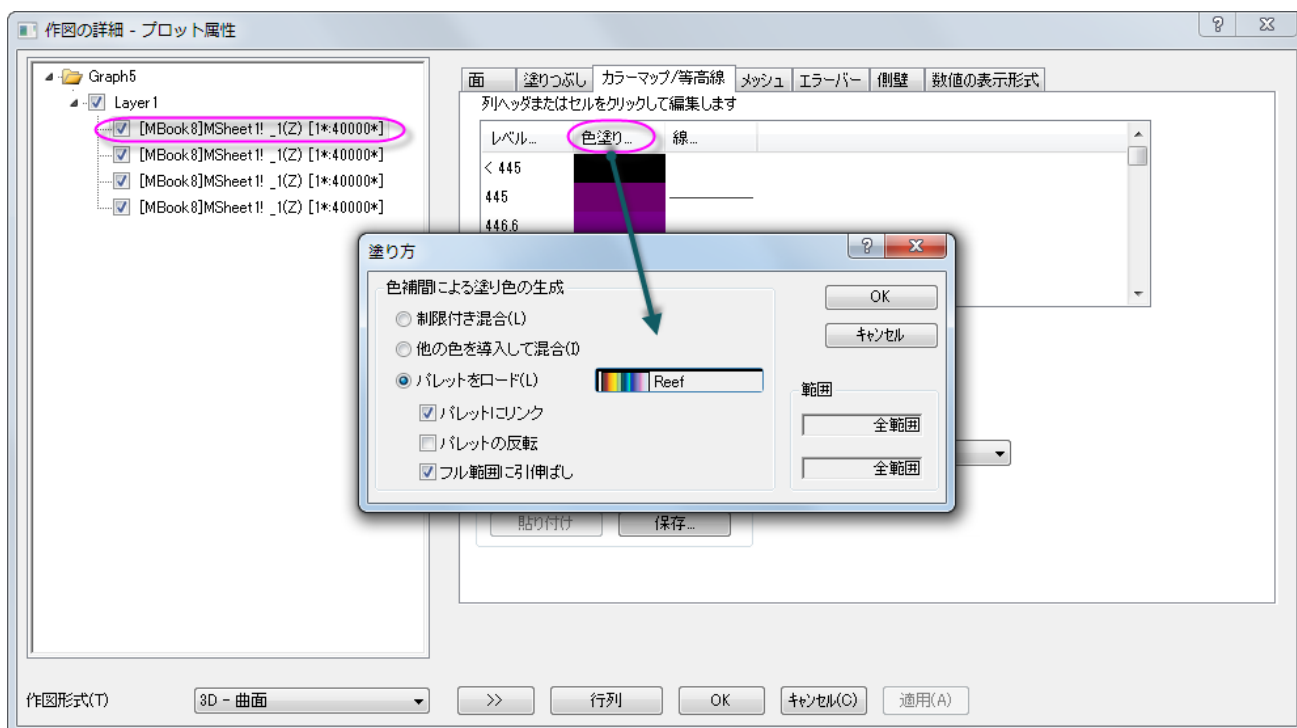 作図の詳細 - プロット属性
Graph5
Layer1
[MBook8]MSheet1! _1(Z) [1*:40000*]
[MBook8]MSheet1! _1(Z) [1*:40000*]
[MBook8]MSheet1! _1(Z) [1*:40000*]
[MBook8]MSheet1! _1(Z) [1*:40000*]
面 塗りつぶし カラーマップ/等高線 メッシュ エラーバー 側壁 数値の表示形式
列ヘッダまたはセルをクリックして編集します
レベル... 色塗り... 線...
< 445
445
446.6
塗り方
色補間による塗り色の生成
制限付き混合(L)
他の色を導入して混合(I)
パレットをロード(L) Reef
パレットにリンク
パレットの反転
フル範囲に引伸ばし
OK
キャンセル
範囲
全範囲
全範囲
貼り付け 保存...
作図形式(T) 3D - 曲面 >> 行列 OK キャンセル(C) 適用(A)